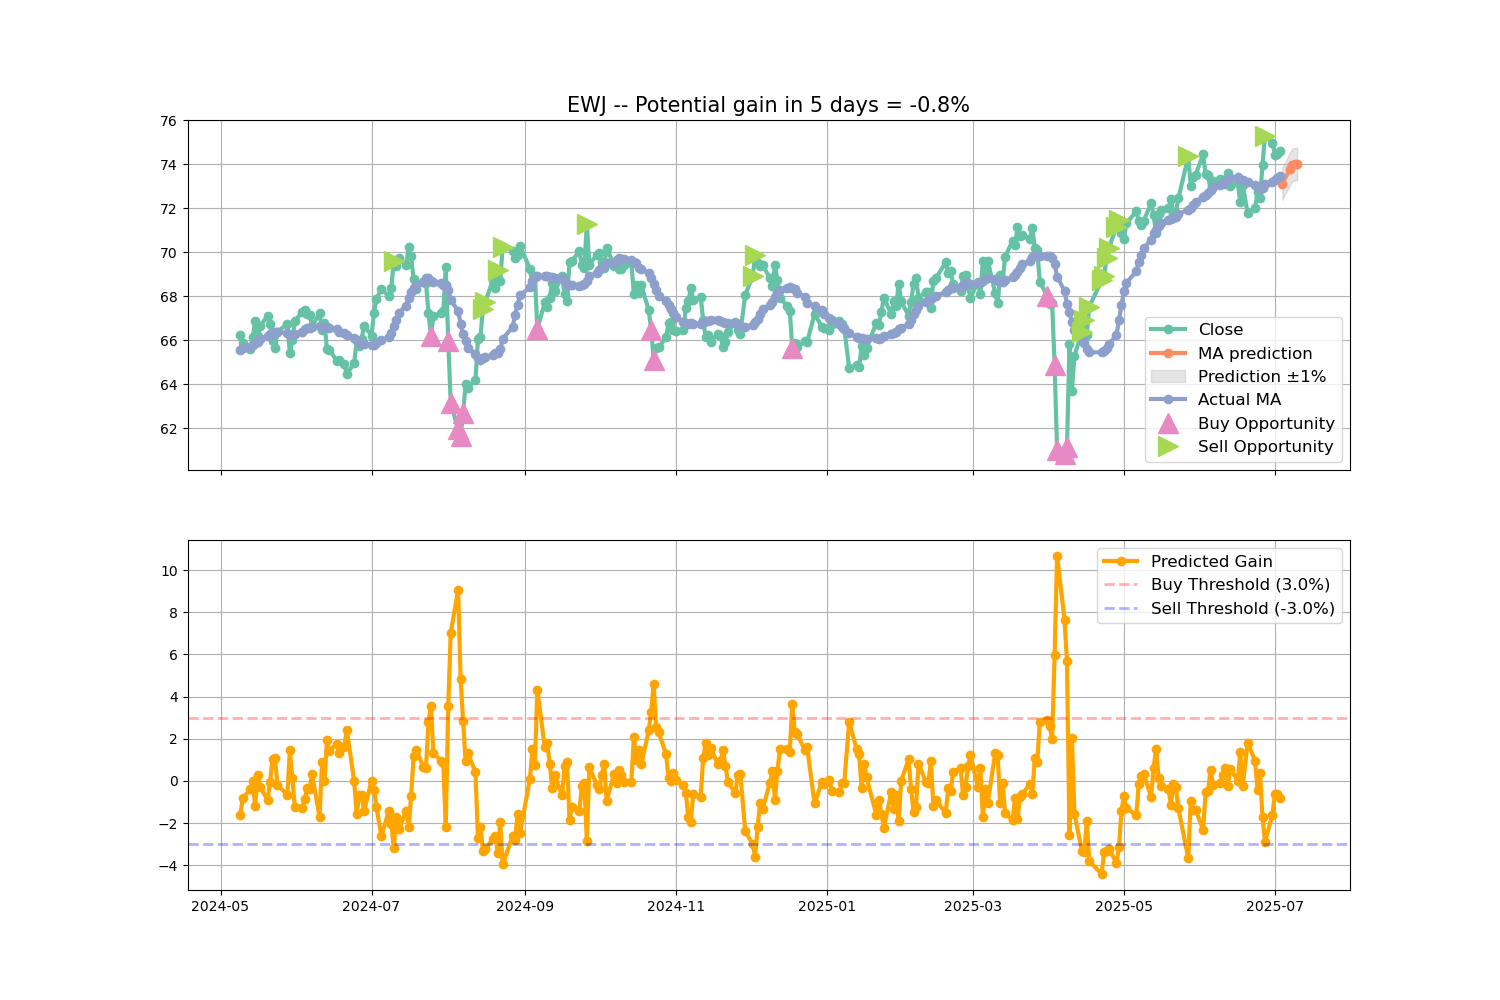 EWJ -- Potential gain in 5 days = -0.8%
76
74
72
70
68
66
64
62
Close
MA prediction
Prediction ±1%
Actual MA
Buy Opportunity
Sell Opportunity
10
8
6
4
2
0
−2
−4
Predicted Gain
Buy Threshold (3.0%)
Sell Threshold (-3.0%)
2024-05
2024-07
2024-09
2024-11
2025-01
2025-03
2025-05
2025-07